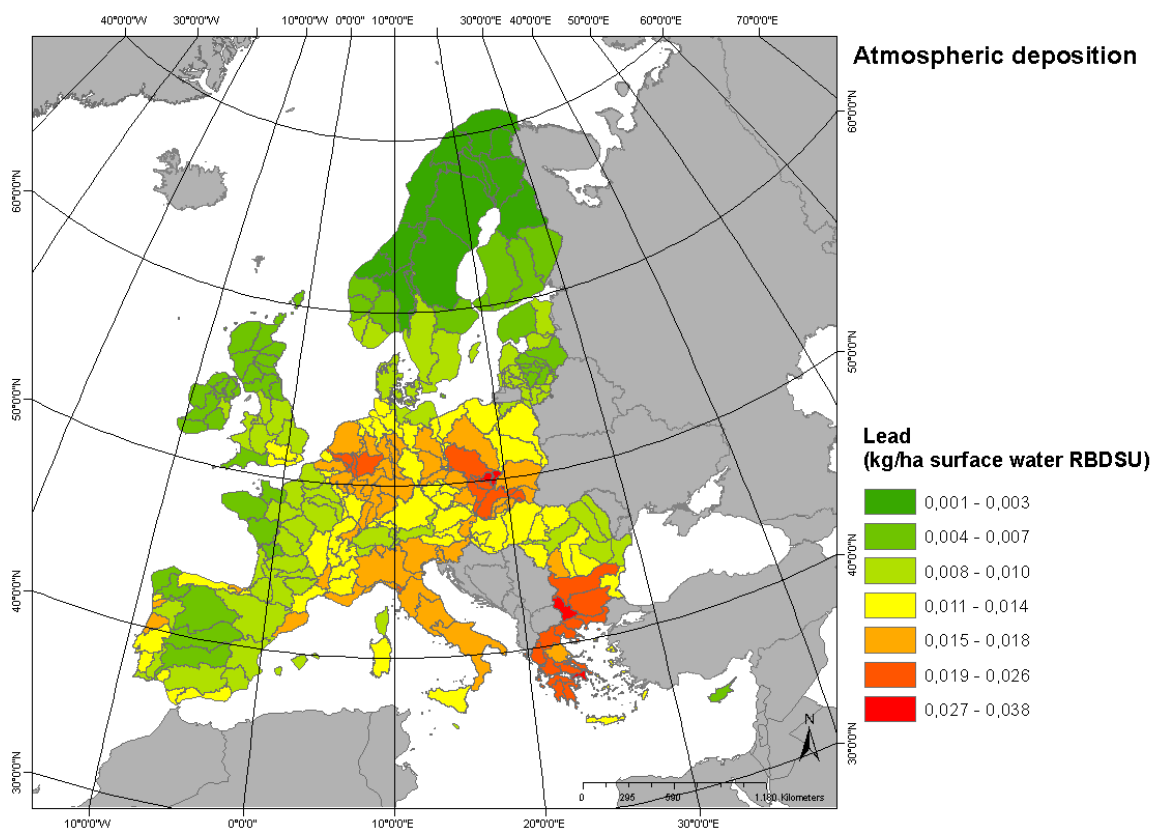 40°0'0"W 30°0'0"W 10°0'0"W 0°0'0" 10°0'0"E 30°0'0"E 40°0'0"E 50°0'0"E 60°0'0"E 70°0'0"E
Atmospheric deposition
60°0'0"N
60°0'0"N
50°0'0"N
50°0'0"N
40°0'0"N
40°0'0"N
30°0'0"N
30°0'0"N
Lead
(kg/ha surface water RBDSU)
0,001 - 0,003
0,004 - 0,007
0,008 - 0,010
0,011 - 0,014
0,015 - 0,018
0,019 - 0,026
0,027 - 0,038
N
0 295 590 1.180 Kilometers
10°0'0"W 0°0'0" 10°0'0"E 20°0'0"E 30°0'0"E